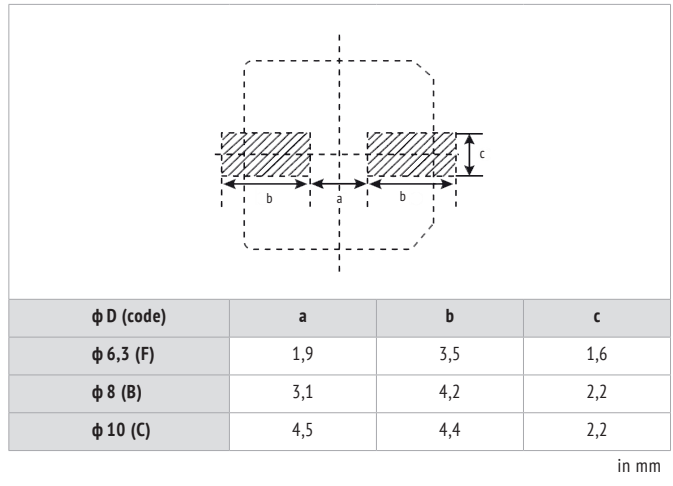 c
b a b
ϕ D (code) a b c
ϕ 6,3 (F) 1,9 3,5 1,6
ϕ 8 (B) 3,1 4,2 2,2
ϕ 10 (C) 4,5 4,4 2,2
in mm